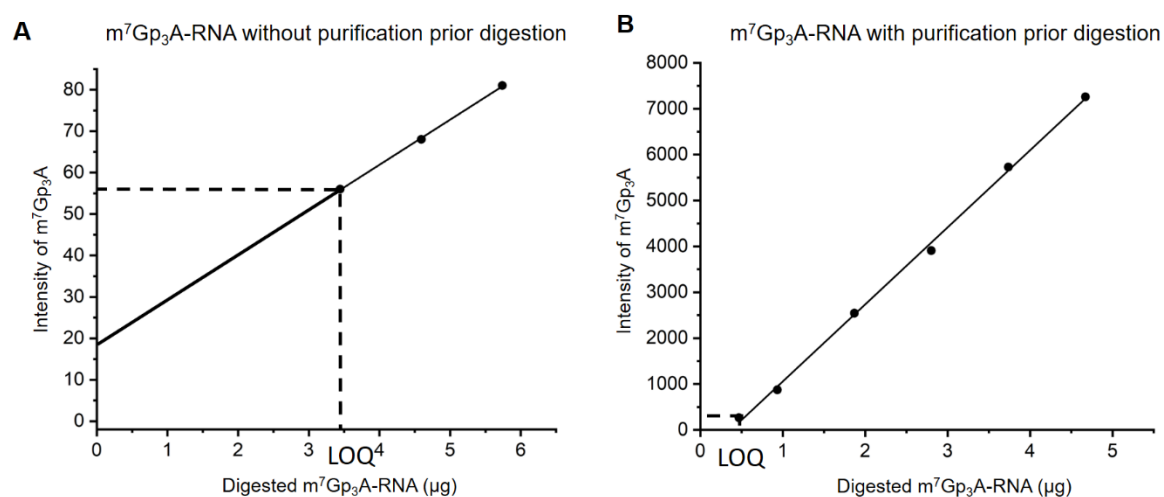 A
m⁷Gp₃A-RNA without purification prior digestion
80
70
60
50
40
30
20
10
0
Intensity of m⁷Gp₃A
0 1 2 3 4 5 6
LOQ
Digested m⁷Gp₃A-RNA (µg)
B
m⁷Gp₃A-RNA with purification prior digestion
8000
7000
6000
5000
4000
3000
2000
1000
0
Intensity of m⁷Gp₃A
0 1 2 3 4 5
LOQ
Digested m⁷Gp₃A-RNA (µg)